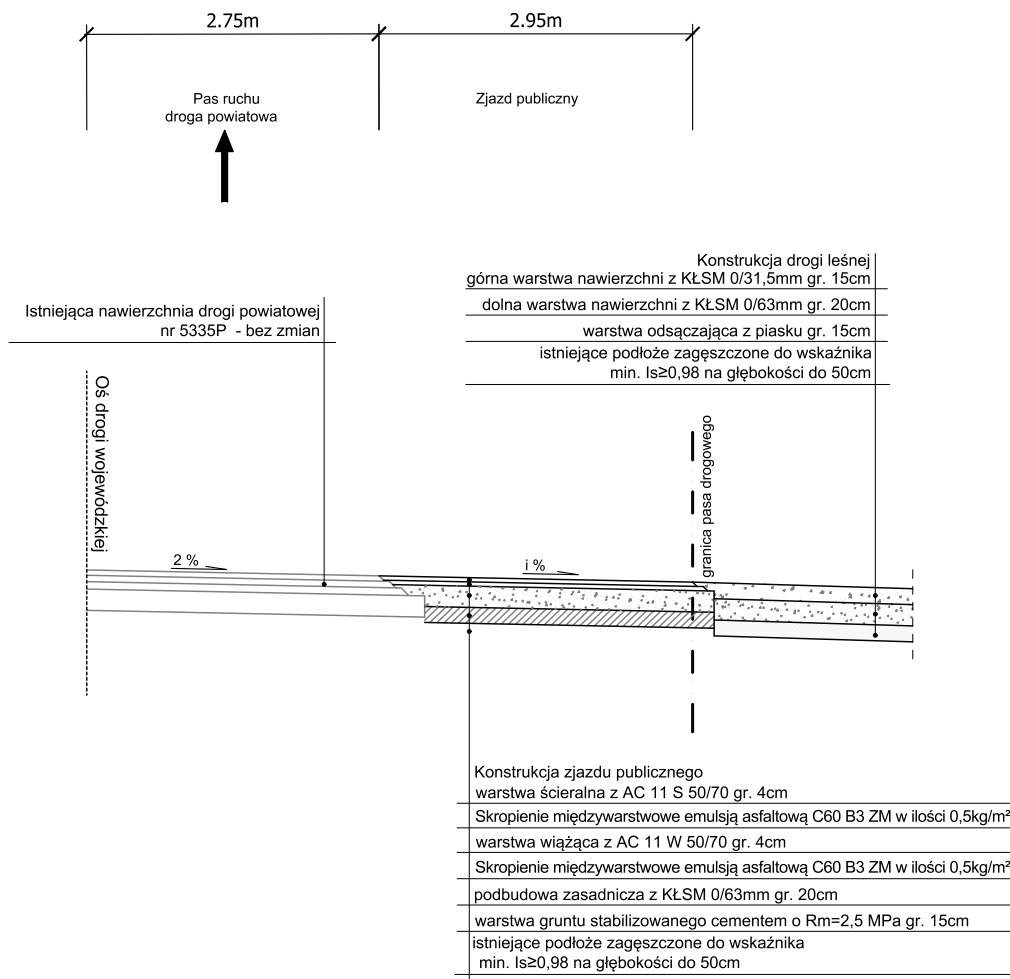 2.75m
2.95m
Pas ruchu
droga powiatowa
Zjazd publiczny
Konstrukcja drogi leśnej
górna warstwa nawierzchni z KŁSM 0/31,5mm gr. 15cm
dolna warstwa nawierzchni z KŁSM 0/63mm gr. 20cm
warstwa odsączająca z piasku gr. 15cm
istniejące podłoże zagęszczone do wskaźnika
min. Is≥0,98 na głębokości do 50cm
Istniejąca nawierzchnia drogi powiatowej
nr 5335P - bez zmian
Oś drogi wojewódzkiej
granica pasa drogowego
2 %
i %
Konstrukcja zjazdu publicznego
warstwa ścieralna z AC 11 S 50/70 gr. 4cm
Skropienie międzywarstwowe emulsją asfaltową C60 B3 ZM w ilości 0,5kg/m²
warstwa wiążąca z AC 11 W 50/70 gr. 4cm
Skropienie międzywarstwowe emulsją asfaltową C60 B3 ZM w ilości 0,5kg/m²
podbudowa zasadnicza z KŁSM 0/63mm gr. 20cm
warstwa gruntu stabilizowanego cementem o Rm=2,5 MPa gr. 15cm
istniejące podłoże zagęszczone do wskaźnika
min. Is≥0,98 na głębokości do 50cm